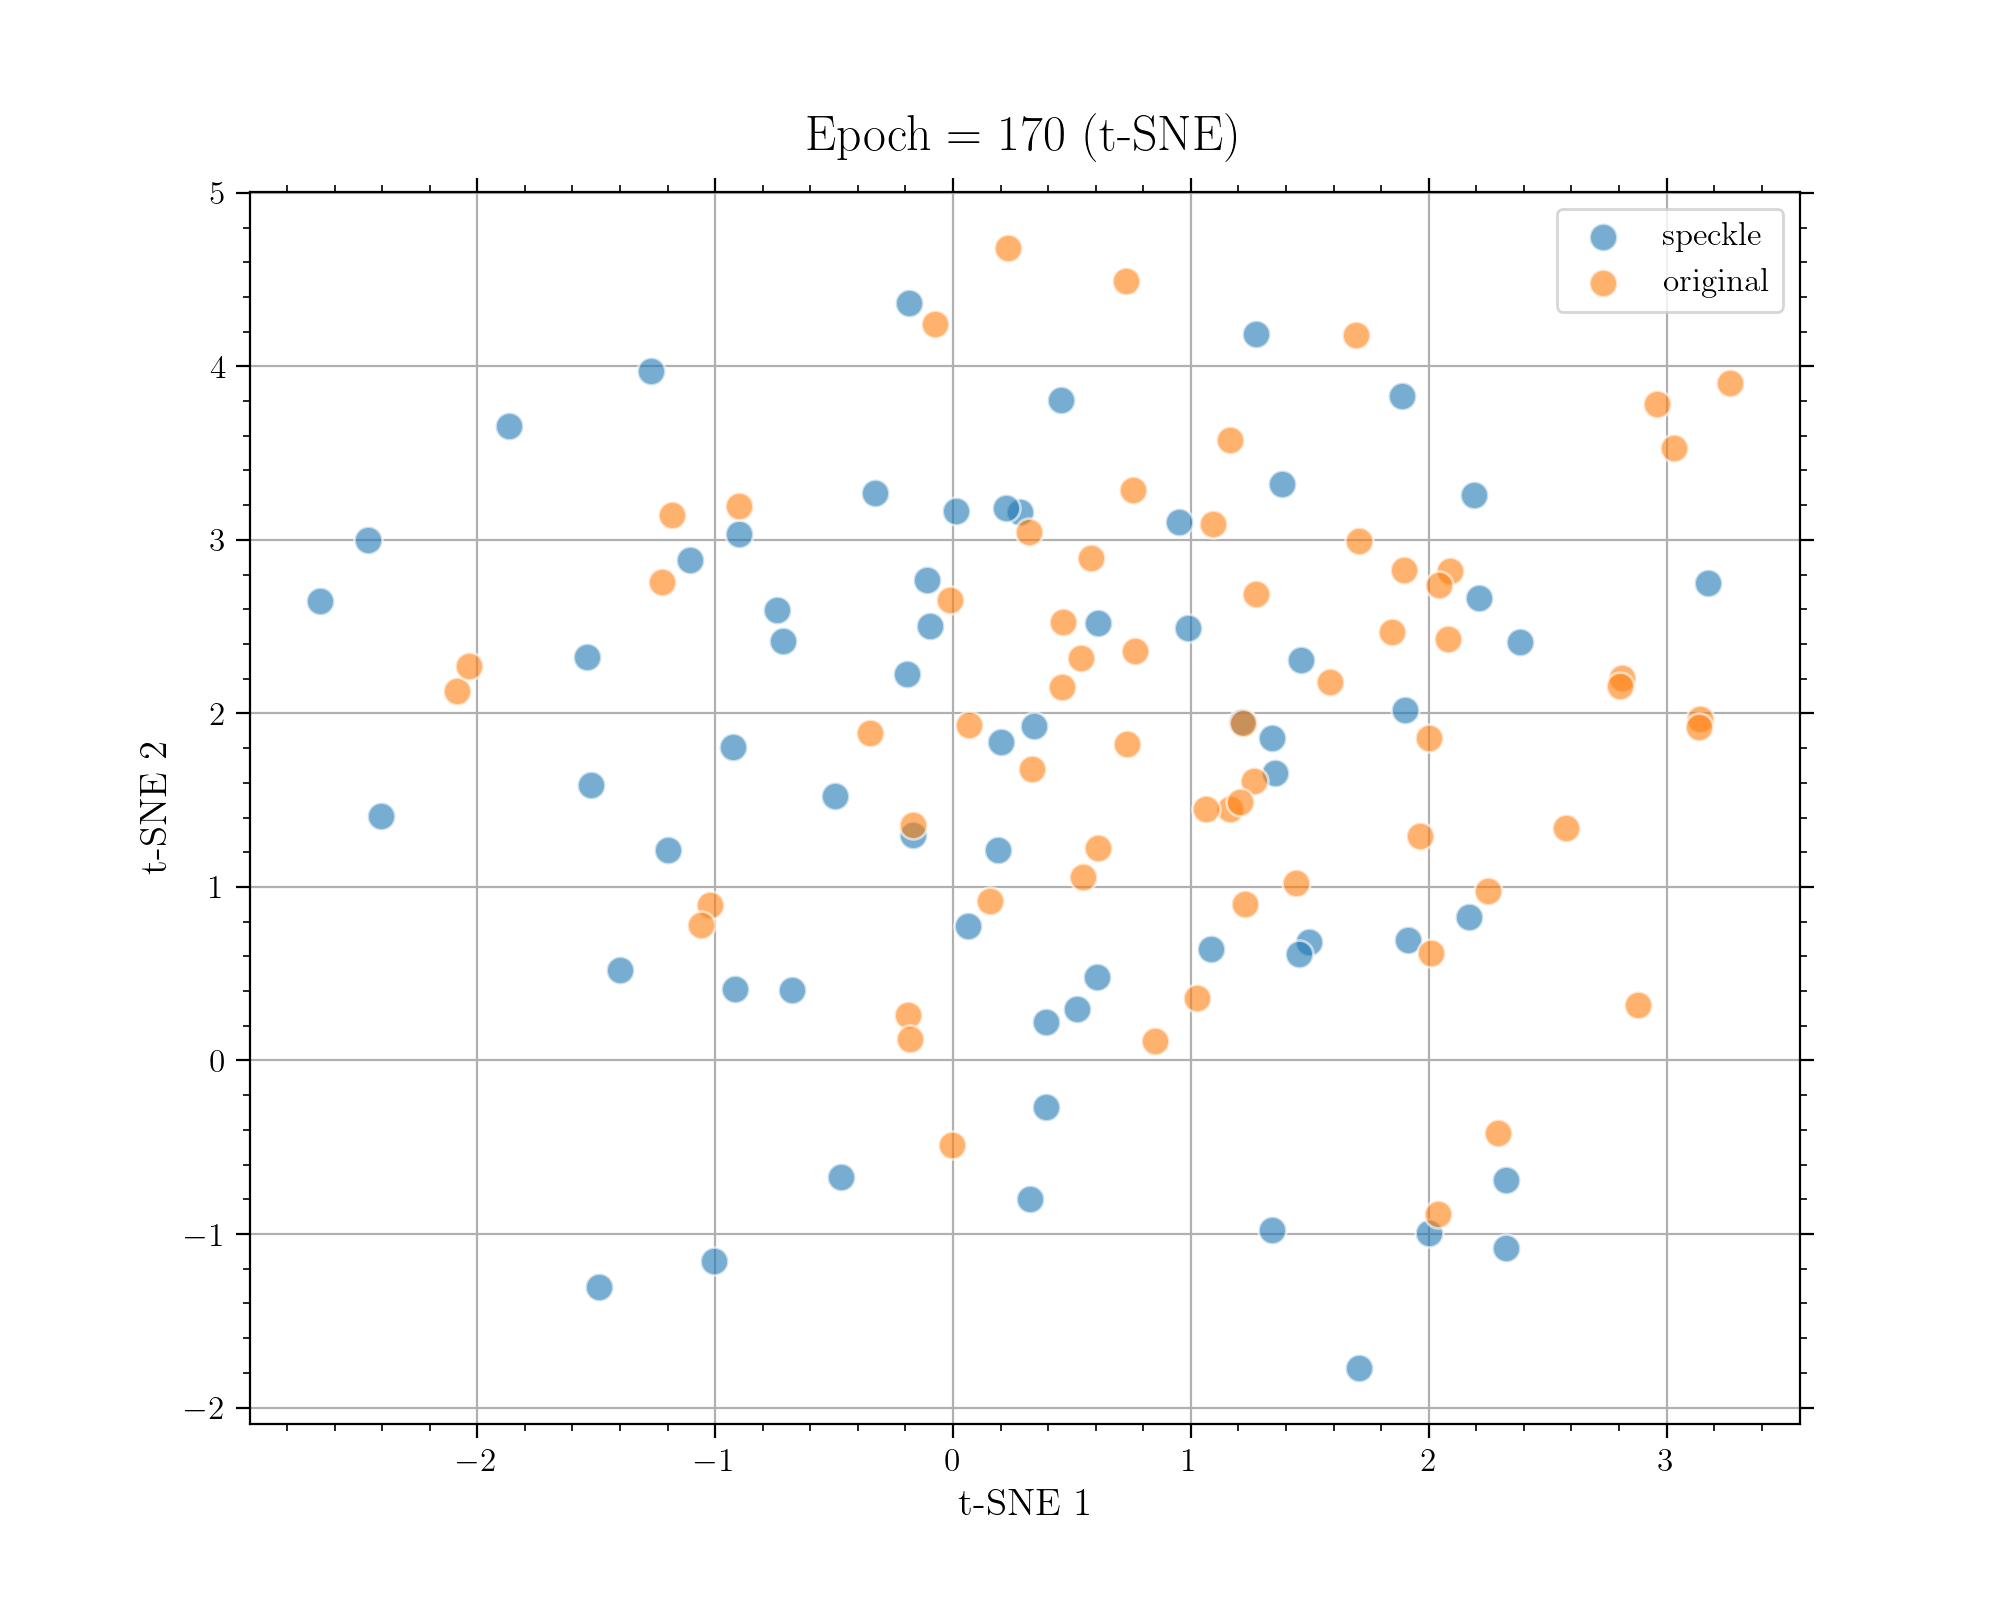 Epoch = 170 (t-SNE)
speckle
original
5
4
3
2
1
0
−1
−2
t-SNE 2
−2 −1 0 1 2 3
t-SNE 1